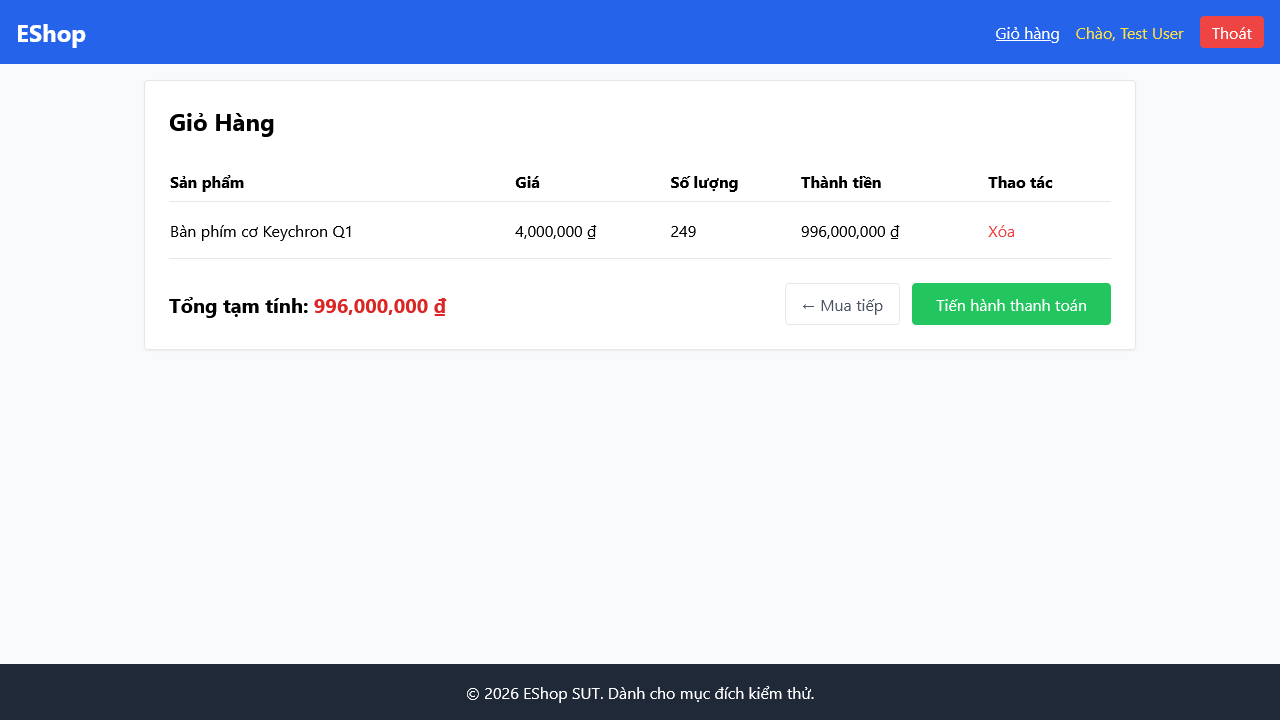 EShop
Giỏ hàng Chào, Test User Thoát
Giỏ Hàng
Sản phẩm Giá Số lượng Thành tiền Thao tác
Bàn phím cơ Keychron Q1 4,000,000 ₫ 249 996,000,000 ₫ Xóa
Tổng tạm tính: 996,000,000 ₫
← Mua tiếp
Tiến hành thanh toán
© 2026 EShop SUT. Dành cho mục đích kiểm thử.